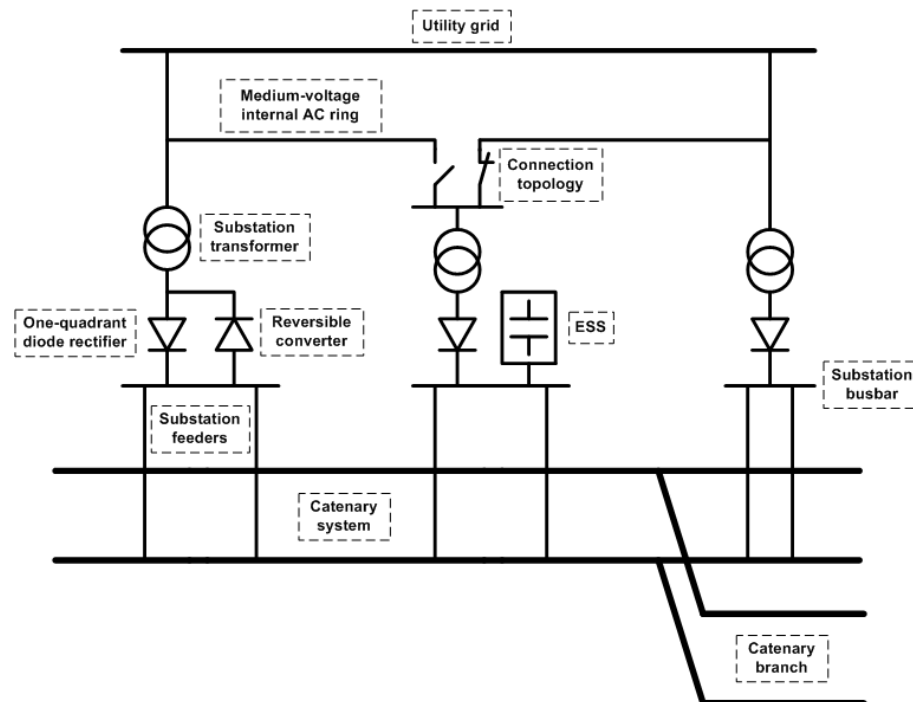 Utility grid
Medium-voltage
internal AC ring
Connection
topology
Substation
transformer
One-quadrant
diode rectifier
Reversible
converter
ESS
Substation
busbar
Substation
feeders
Catenary
system
Catenary
branch